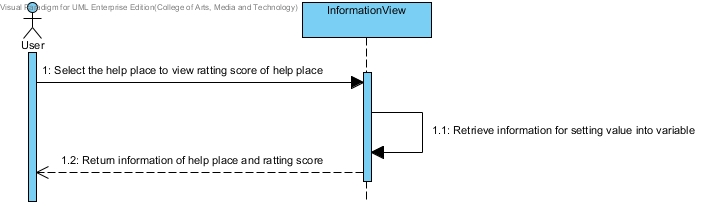 Visual Paradigm for UML Enterprise Edition(College of Arts, Media and Technology)
InformationView
User
1: Select the help place to view ratting score of help place
1.1: Retrieve information for setting value into variable
1.2: Return information of help place and ratting score